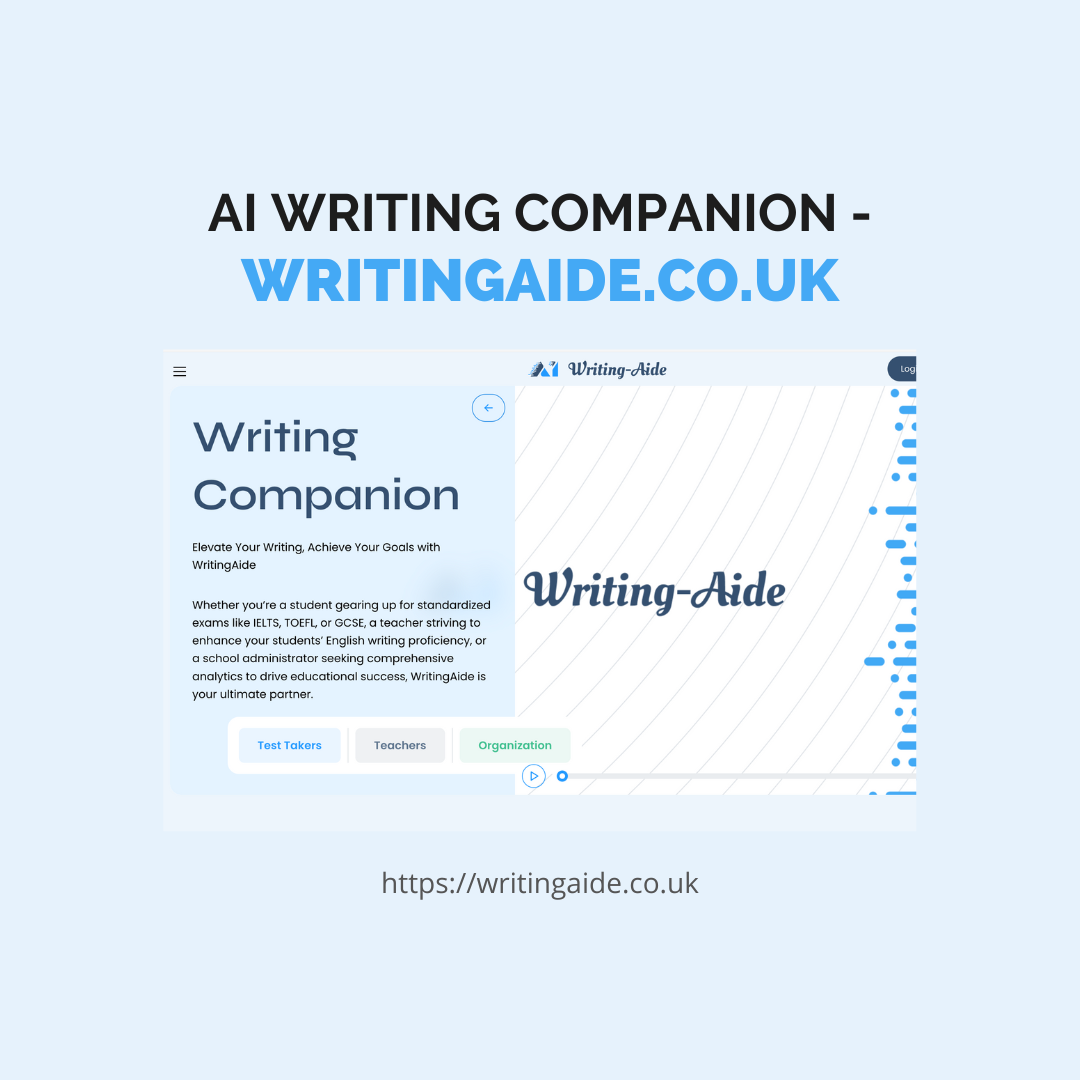 AI WRITING COMPANION -
WRITINGAIDE.CO.UK
Writing-Aide
Writing
Companion
Elevate Your Writing, Achieve Your Goals with
WritingAide
Whether you’re a student gearing up for standardized
exams like IELTS, TOEFL, or GCSE, a teacher striving to
enhance your students’ English writing proficiency, or
a school administrator seeking comprehensive
analytics to drive educational success, WritingAide is
your ultimate partner.
Writing-Aide
Test Takers
Teachers
Organization
https://writingaide.co.uk